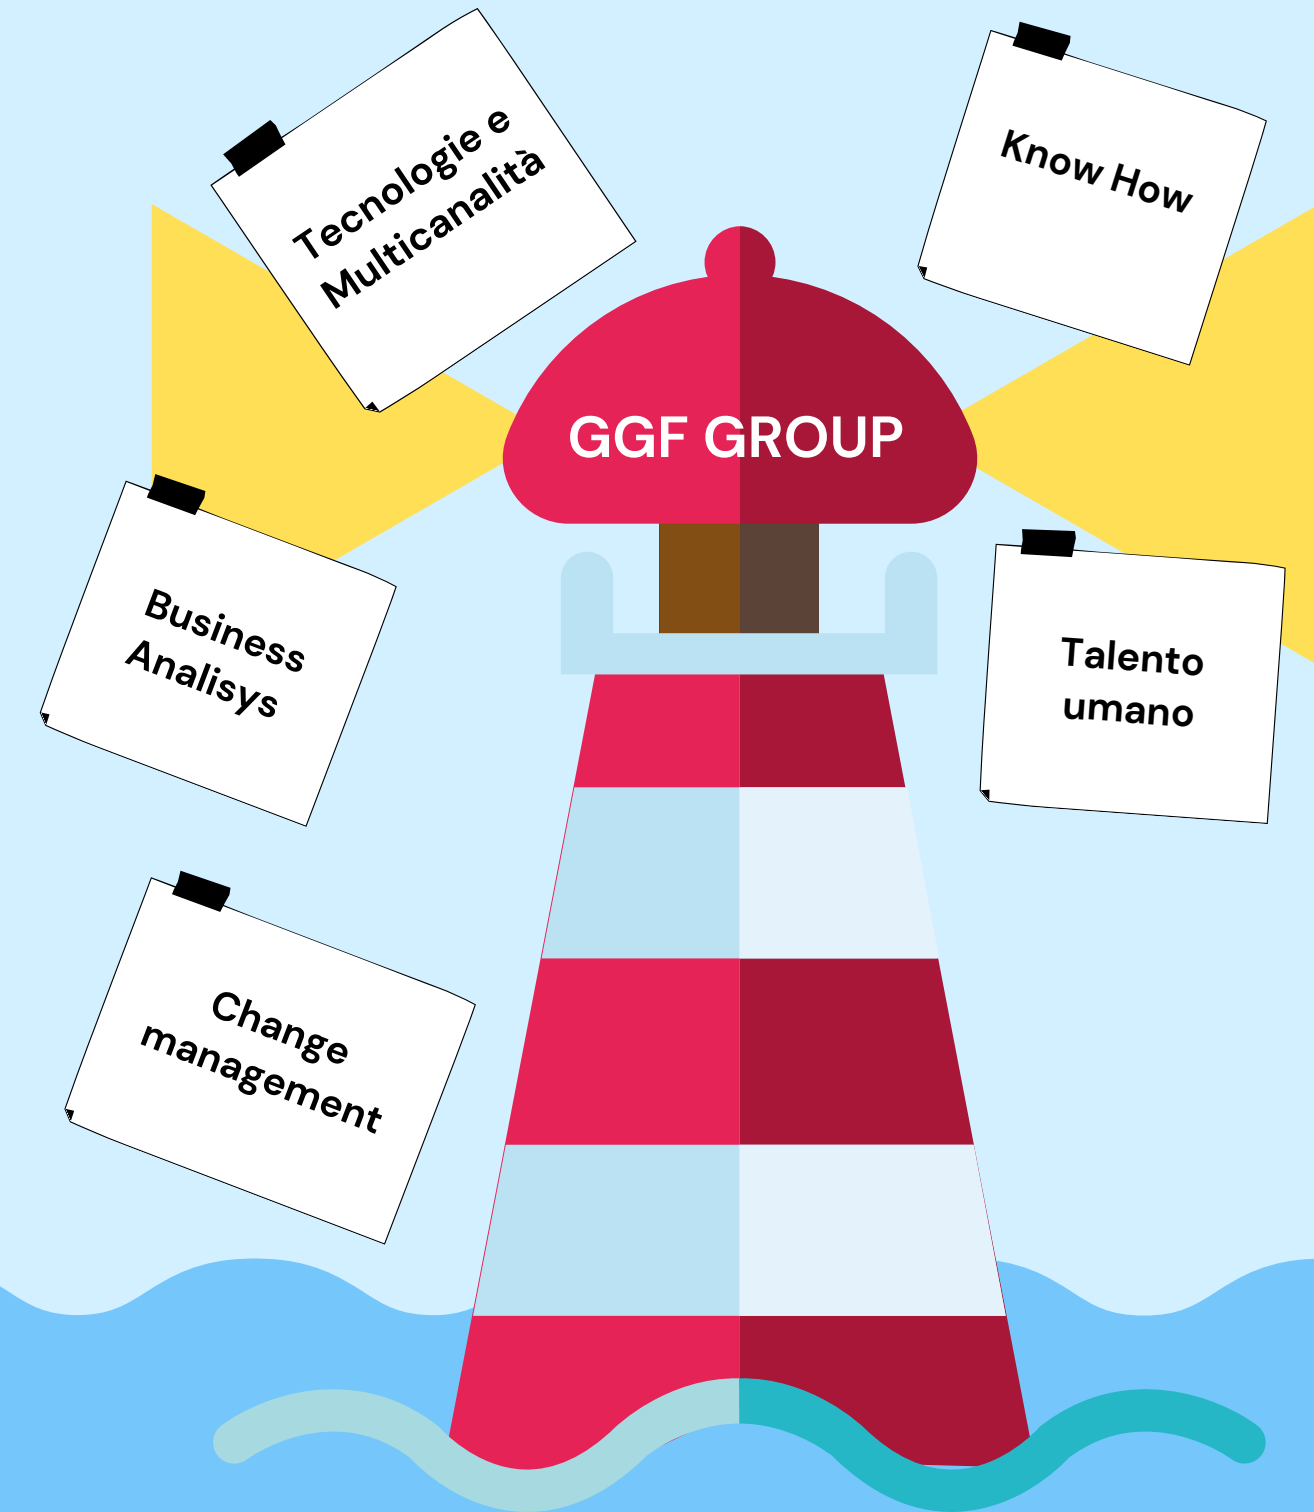 Tecnologie e
Multicanalità
Know How
GGF GROUP
Business
Analisys
Talento
umano
Change
management